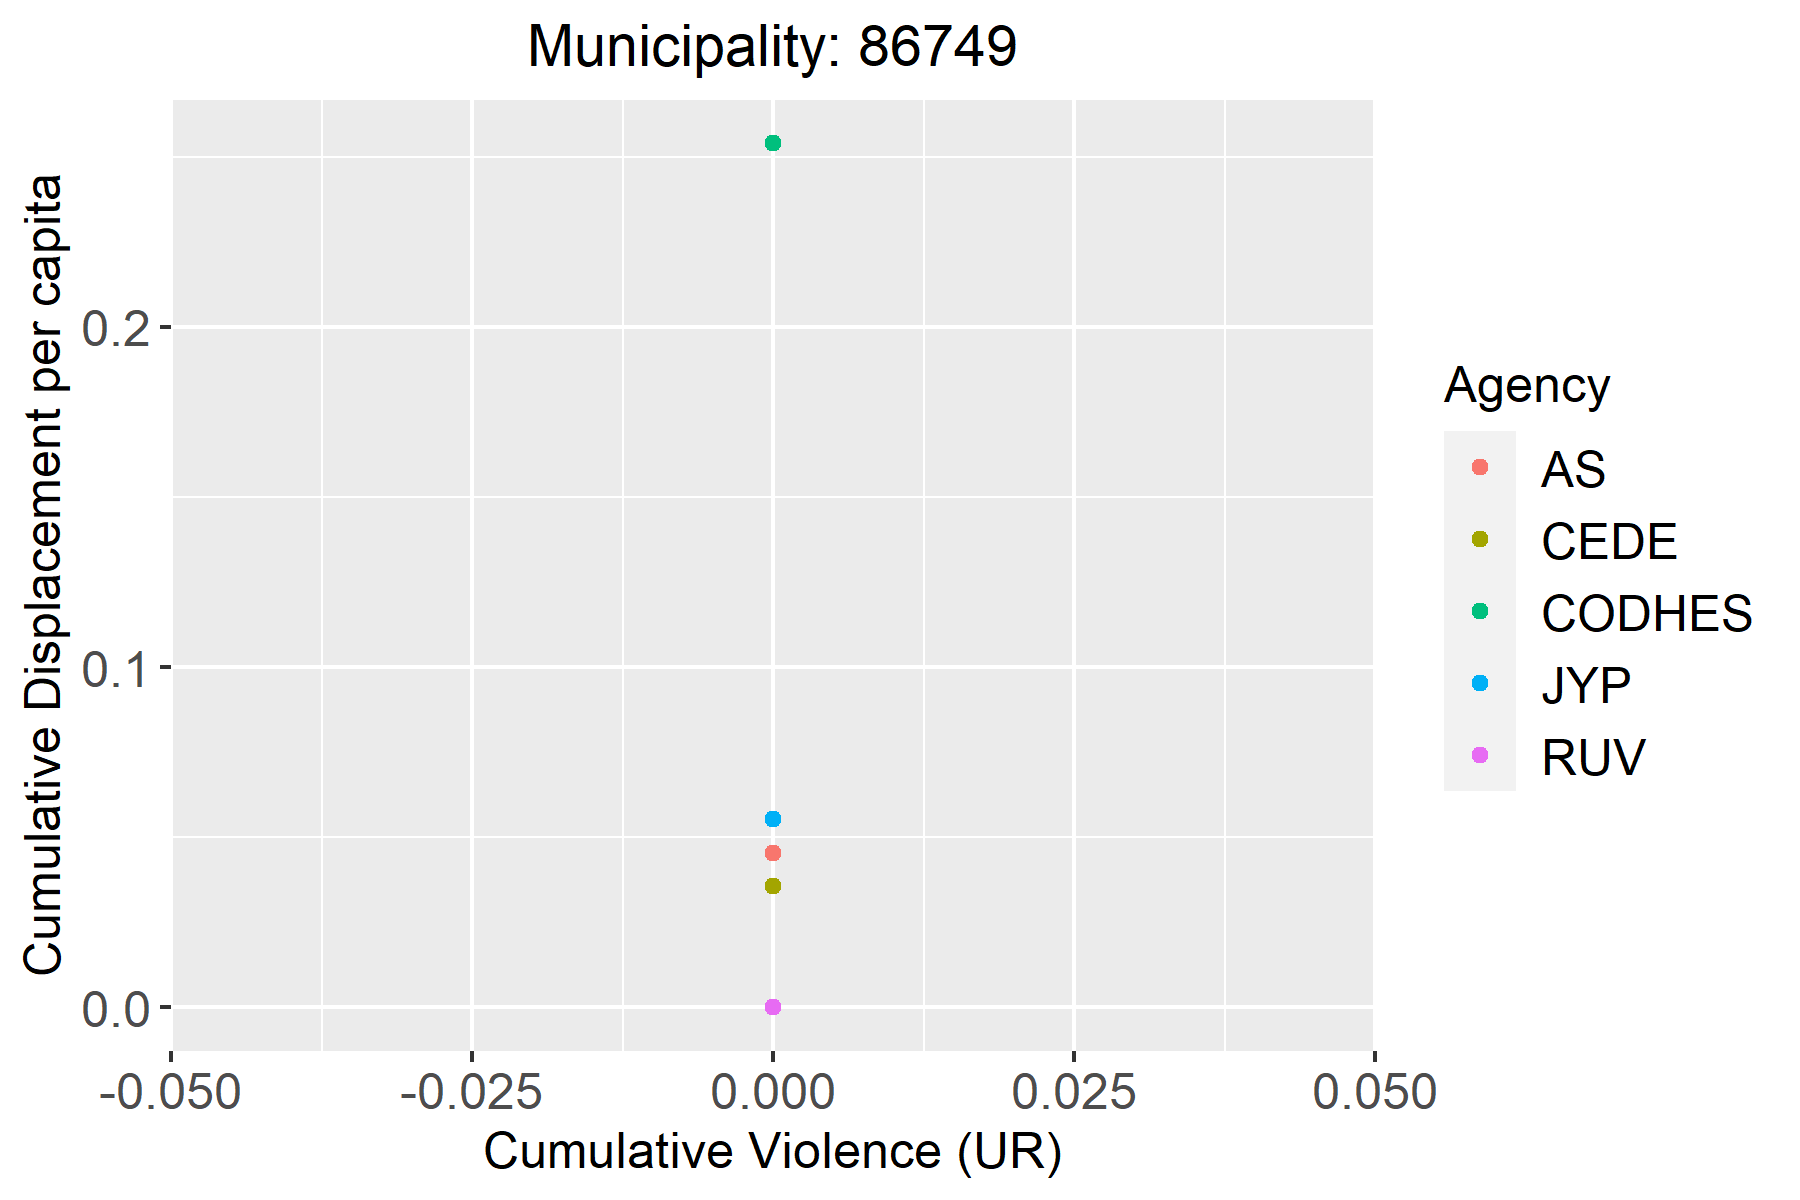 Municipality: 86749
Cumulative Displacement per capita
0.2
0.1
0.0
-0.050
-0.025
0.000
0.025
0.050
Cumulative Violence (UR)
Agency
AS
CEDE
CODHES
JYP
RUV